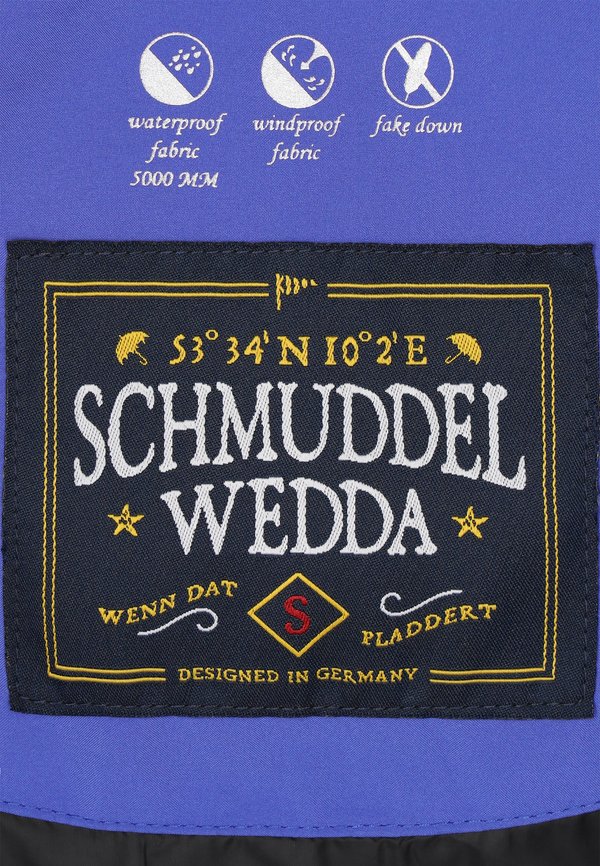 waterproof fabric 5000 MM
windproof fabric
fake down
53° 34' N 10° 2' E
SCHMUDDEL
WEDDA
WENN DAT
S
PLADDERT
DESIGNED IN GERMANY